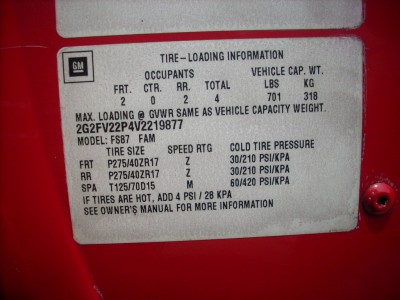 GM
TIRE-LOADING INFORMATION
OCCUPANTS VEHICLE CAP. WT.
FRT. CTR. RR. TOTAL LBS KG
2 0 2 4 701 318
MAX. LOADING @ GVWR SAME AS VEHICLE CAPACITY WEIGHT.
2G2FV22P4V2219877
MODEL: FS87 FAM
TIRE SIZE SPEED RTG COLD TIRE PRESSURE
FRT P275/40ZR17 Z 30/210 PSI/KPA
RR P275/40ZR17 Z 30/210 PSI/KPA
SPA T125/70D15 M 60/420 PSI/KPA
IF TIRES ARE HOT, ADD 4 PSI / 28 KPA
SEE OWNER'S MANUAL FOR MORE INFORMATION